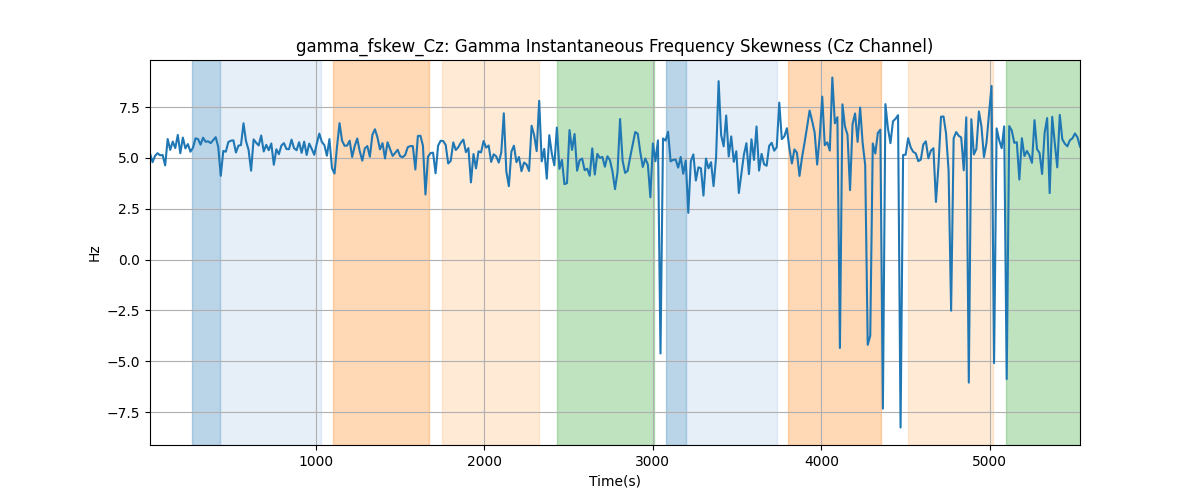 gamma_fskew_Cz: Gamma Instantaneous Frequency Skewness (Cz Channel)
7.5
5.0
2.5
0.0
−2.5
−5.0
−7.5
Hz
1000 2000 3000 4000 5000
Time(s)